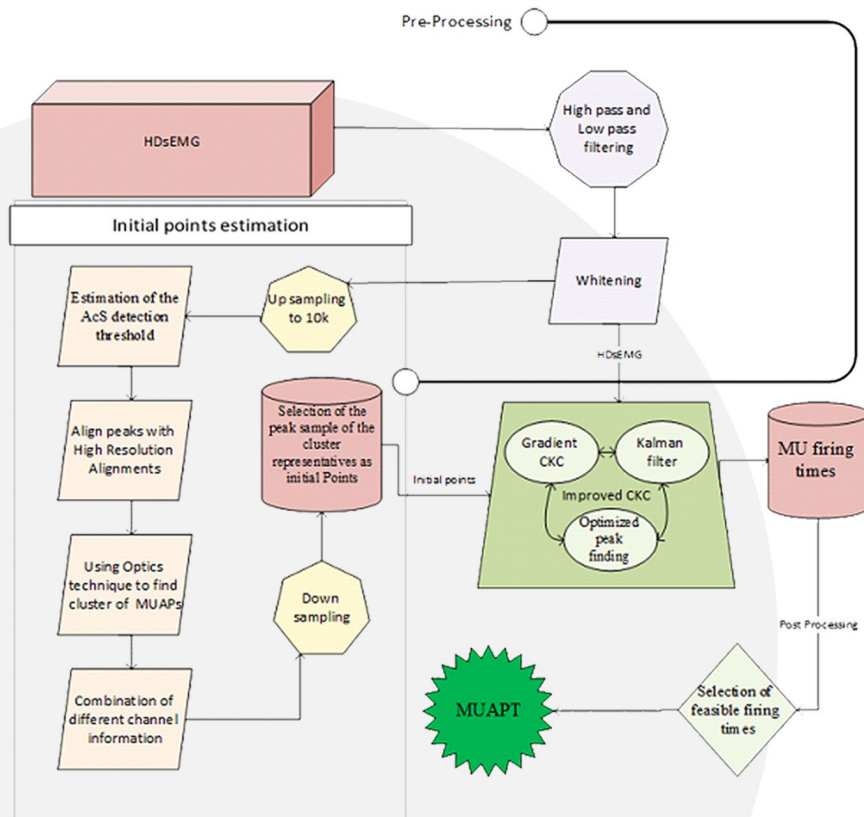 Pre-Processing
HDsEMG
High pass and
Low pass
filtering
Initial points estimation
Whitening
Up sampling
to 10k
Estimation of the
AcS detection
threshold
HDsEMG
Selection of the
peak sample of the
cluster
representatives as
initial Points
Align peaks with
High Resolution
Alignments
Gradient
CKC
Kalman
filter
MU firing
times
Initial points
Improved CKC
Optimized
peak
finding
Using Optics
technique to find
cluster of MUAPs
Down
sampling
Post Processing
Combination of
different channel
information
MUAPT
Selection of
feasible firing
times